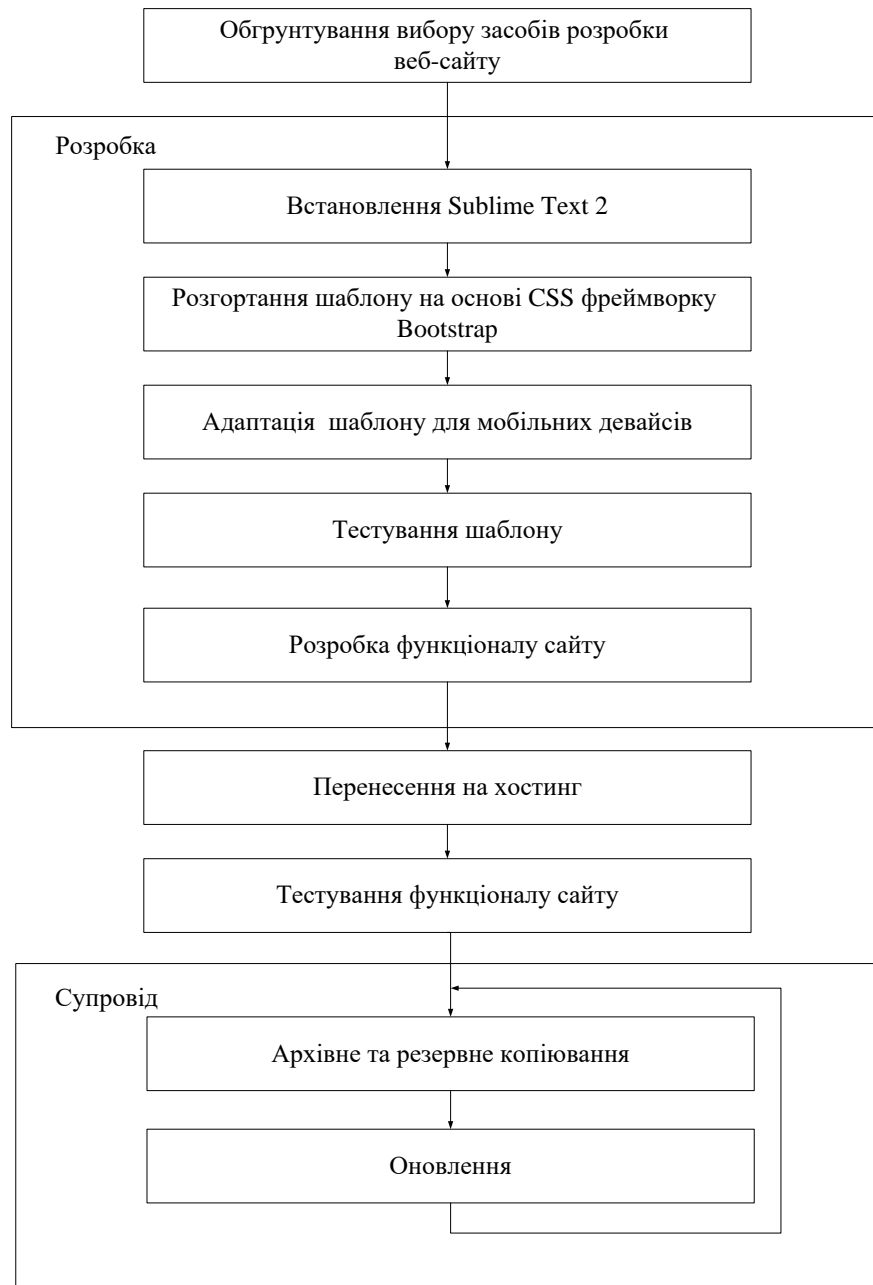 Обгрунтування вибору засобів розробки
веб-сайту
Розробка
Встановлення Sublime Text 2
Розгортання шаблону на основі CSS фреймворку
Bootstrap
Адаптація шаблону для мобільних девайсів
Тестування шаблону
Розробка функціоналу сайту
Перенесення на хостинг
Тестування функціоналу сайту
Супровід
Архівне та резервне копіювання
Оновлення